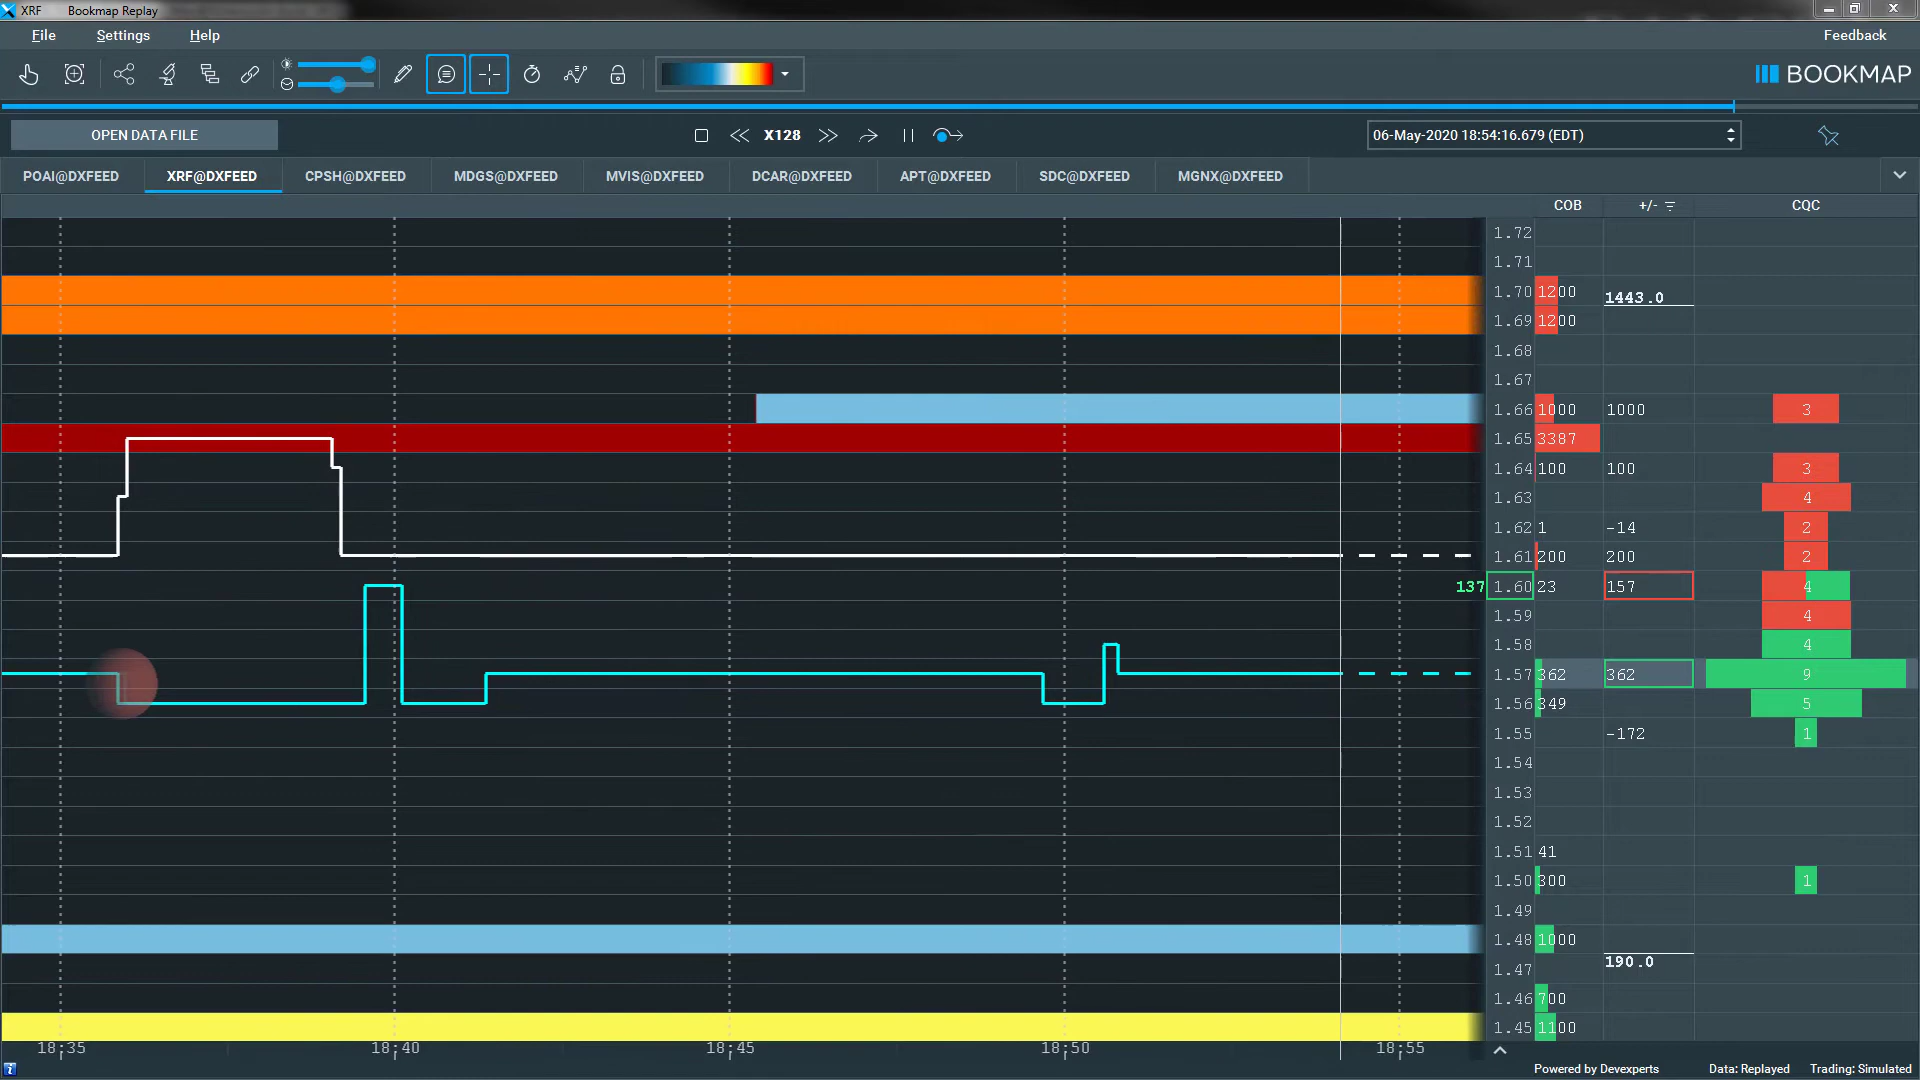 XRF Bookmap Replay
File Settings Help Feedback
BOOKMAP
OPEN DATA FILE X128 06-May-2020 18:54:16.679 (EDT)
POAI@DXFEED XRF@DXFEED CPSH@DXFEED MDGS@DXFEED MVIS@DXFEED DCAR@DXFEED APT@DXFEED SDC@DXFEED MGNX@DXFEED
COB +/- CQC
1.72
1.71
1.70 1200 1443.0
1.69 1200
1.68
1.67
1.66 1000 1000 3
1.65 3387
1.64 100 100 3
1.63 4
1.62 1 -14 2
1.61 200 200 2
137 1.60 23 157 4
1.59 4
1.58 4
1.57 362 362 9
1.56 349 5
1.55 -172 1
1.54
1.53
1.52
1.51 41
1.50 300 1
1.49
1.48 1000
1.47 190.0
1.46 700
1.45 1100
18:35 18:40 18:45 18:50 18:55
Powered by Devexperts Data: Replayed Trading: Simulated